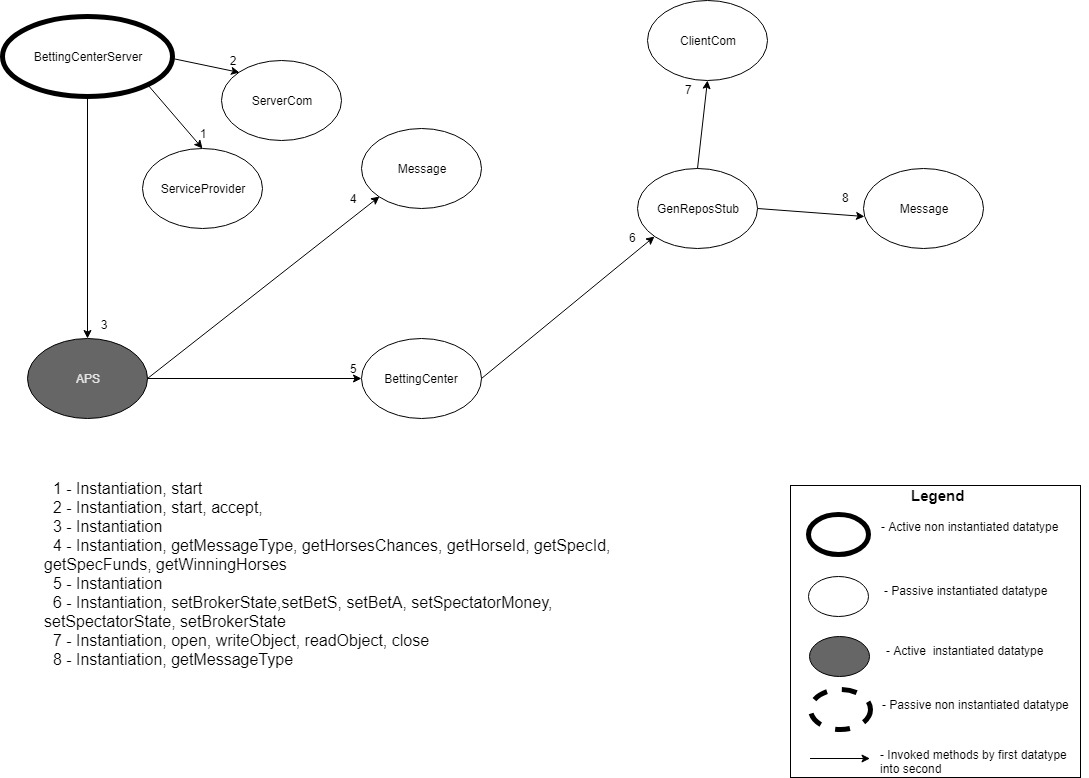 ClientCom
BettingCenterServer
2
7
ServerCom
1
Message
ServiceProvider
4
8
GenReposStub
Message
6
3
5
APS
BettingCenter
1 - Instantiation, start
2 - Instantiation, start, accept,
3 - Instantiation
4 - Instantiation, getMessageType, getHorsesChances, getHorseId, getSpecId,
getSpecFunds, getWinningHorses
5 - Instantiation
6 - Instantiation, setBrokerState,setBetS, setBetA, setSpectatorMoney,
setSpectatorState, setBrokerState
7 - Instantiation, open, writeObject, readObject, close
8 - Instantiation, getMessageType
Legend
- Active non instantiated datatype
- Passive instantiated datatype
- Active instantiated datatype
- Passive non instantiated datatype
- Invoked methods by first datatype
into second